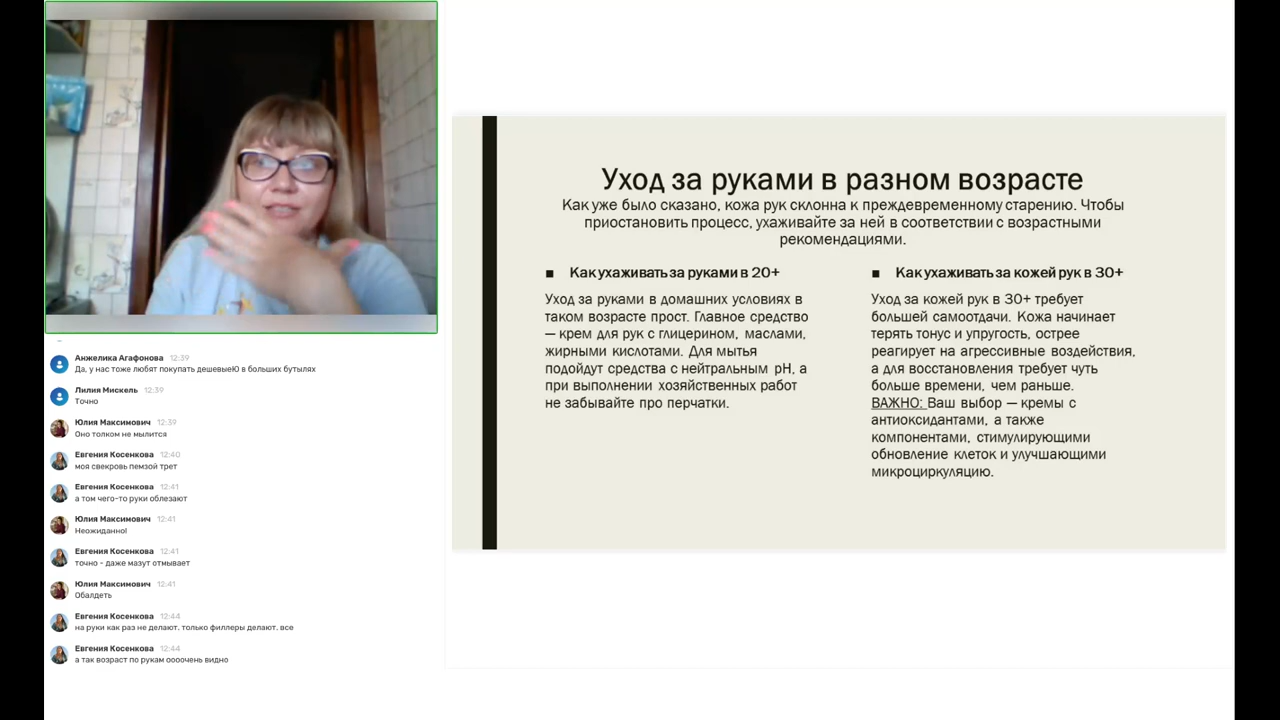 Анжелика Агафонова 12:39
Да, у нас тоже любят покупать дешевыеЮ в больших бутылях
Лилия Мискель 12:39
Точно
Юлия Максимович 12:39
Оно толком не мылится
Евгения Косенкова 12:40
моя свекровь пемзой трет
Евгения Косенкова 12:41
а том чего-то руки облезают
Юлия Максимович 12:41
Неожиданно!
Евгения Косенкова 12:41
точно - даже мазут отмывает
Юлия Максимович 12:41
Обалдеть
Евгения Косенкова 12:44
на руки как раз не делают. только филлеры делают. все
Евгения Косенкова 12:44
а так возраст по рукам оооочень видно
Уход за руками в разном возрасте
Как уже было сказано, кожа рук склонна к преждевременному старению. Чтобы
приостановить процесс, ухаживайте за ней в соответствии с возрастными
рекомендациями.
■ Как ухаживать за руками в 20+
Уход за руками в домашних условиях в
таком возрасте прост. Главное средство
— крем для рук с глицерином, маслами,
жирными кислотами. Для мытья
подойдут средства с нейтральным pH, а
при выполнении хозяйственных работ
не забывайте про перчатки.
■ Как ухаживать за кожей рук в 30+
Уход за кожей рук в 30+ требует
большей самоотдачи. Кожа начинает
терять тонус и упругость, острее
реагирует на агрессивные воздействия,
а для восстановления требует чуть
больше времени, чем раньше.
ВАЖНО: Ваш выбор — кремы с
антиоксидантами, а также
компонентами, стимулирующими
обновление клеток и улучшающими
микроциркуляцию.